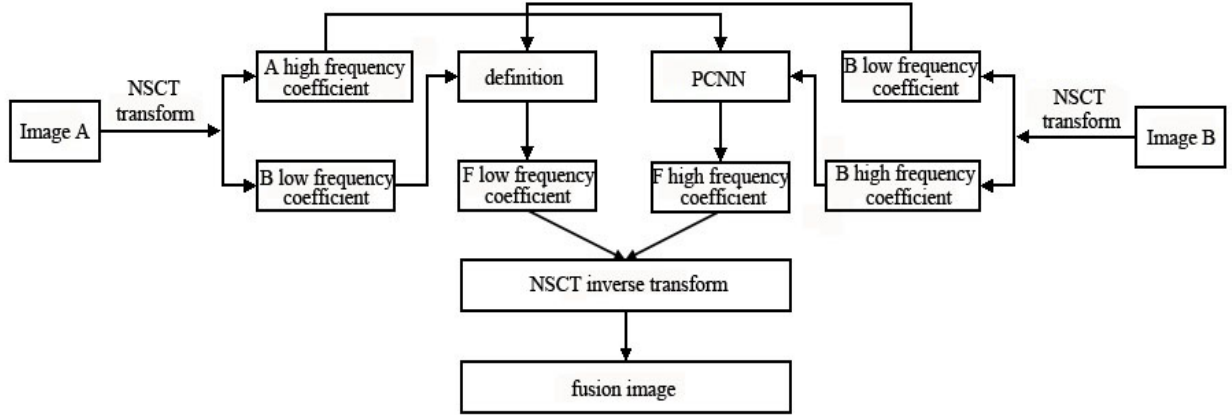 NSCT
transform
Image A
A high frequency
coefficient
B low frequency
coefficient
definition
F low frequency
coefficient
PCNN
F high frequency
coefficient
B low frequency
coefficient
B high frequency
coefficient
NSCT
transform
Image B
NSCT inverse transform
fusion image